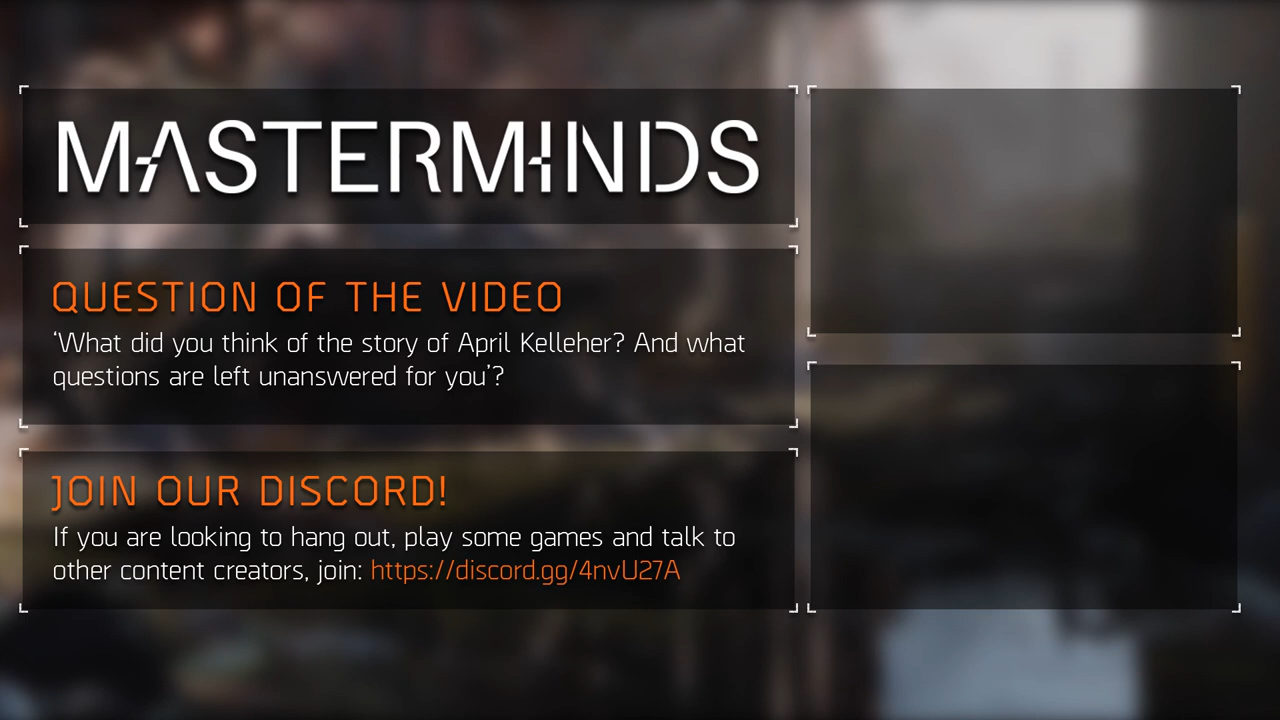 MASTERMINDS
QUESTION OF THE VIDEO
‘What did you think of the story of April Kelleher? And what
questions are left unanswered for you’?
JOIN OUR DISCORD!
If you are looking to hang out, play some games and talk to
other content creators, join: https://discord.gg/4nvU27A